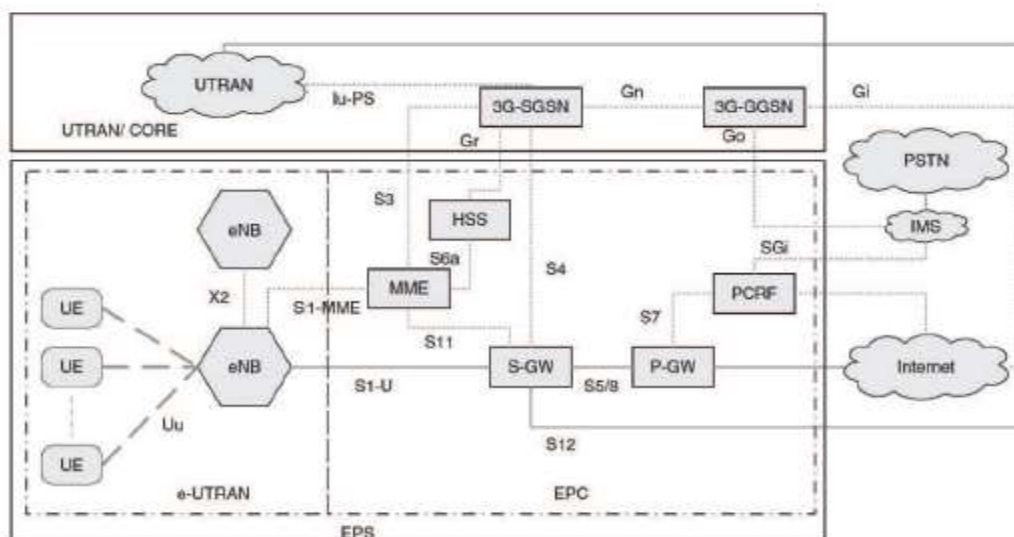 UTRAN
Iu-PS
3G-SGSN
Gn
3G-GGSN
Gi
UTRAN/ CORE
Gr
Go
PSTN
eNB
S3
HSS
IMS
S6a
S4
SGi
X2
S1-MME
MME
PCRF
UE
S11
S7
UE
eNB
S1-U
S-GW
S5/8
P-GW
Internet
Uu
S12
UE
e-UTRAN
EPC
EPS